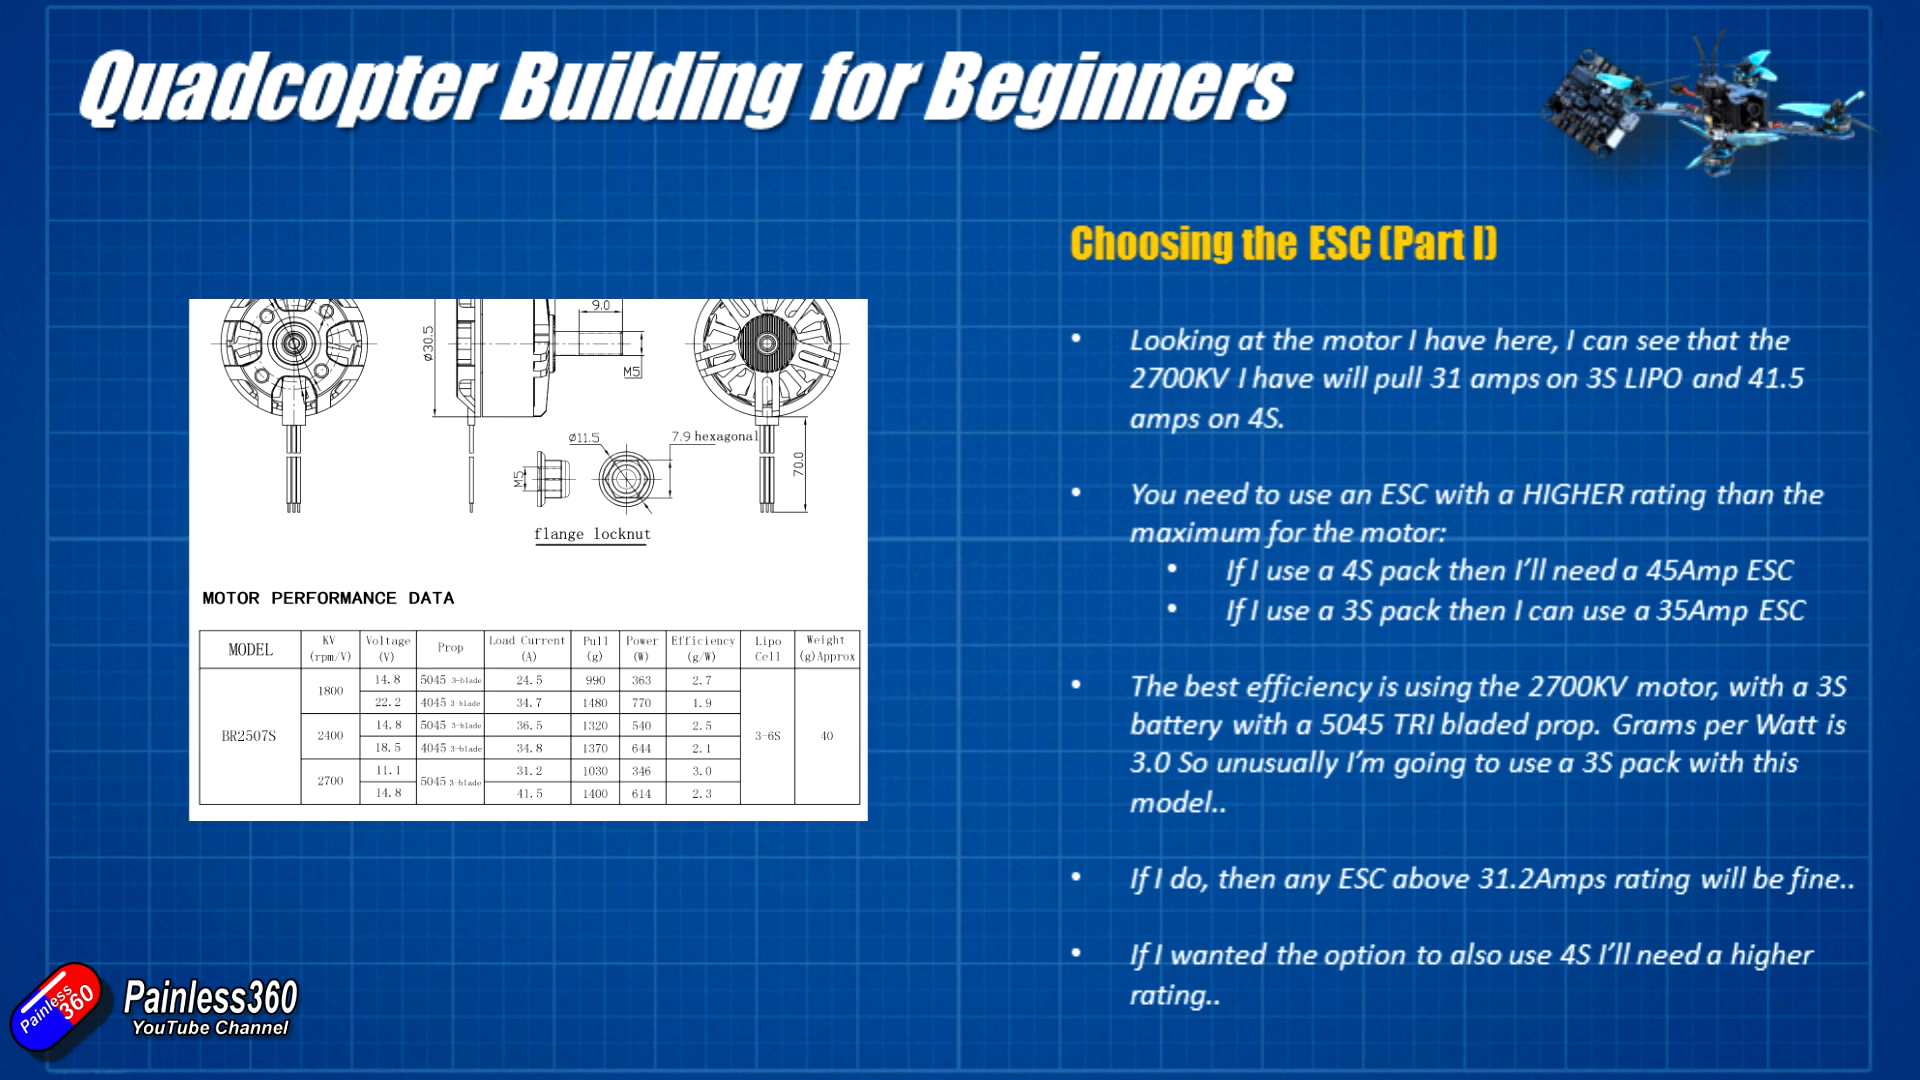 Quadcopter Building for Beginners
Choosing the ESC (Part I)
• Looking at the motor I have here, I can see that the
2700KV I have will pull 31 amps on 3S LIPO and 41.5
amps on 4S.
• You need to use an ESC with a HIGHER rating than the
maximum for the motor:
• If I use a 4S pack then I'll need a 45Amp ESC
• If I use a 3S pack then I can use a 35Amp ESC
• The best efficiency is using the 2700KV motor, with a 3S
battery with a 5045 TRI bladed prop. Grams per Watt is
3.0 So unusually I'm going to use a 3S pack with this
model..
• If I do, then any ESC above 31.2Amps rating will be fine..
• If I wanted the option to also use 4S I'll need a higher
rating..
9.0
ø30.5
M5
ø11.5
7.9 hexagonal
M5
70.0
flange locknut
MOTOR PERFORMANCE DATA
MODEL KV (rpm/V) Voltage (V) Prop Load Current (A) Pull (g) Power (W) Efficiency (g/W) Lipo Cell Weight (g)Approx
BR2507S 1800 14.8 5045 3-blade 24.5 990 363 2.7 3-6S 40
22.2 4045 3-blade 34.7 1480 770 1.9
2400 14.8 5045 3-blade 36.5 1320 540 2.5
18.5 4045 3-blade 34.8 1370 644 2.1
2700 11.1 5045 3-blade 31.2 1030 346 3.0
14.8 41.5 1400 614 2.3
Painless
360
Painless360
YouTube Channel